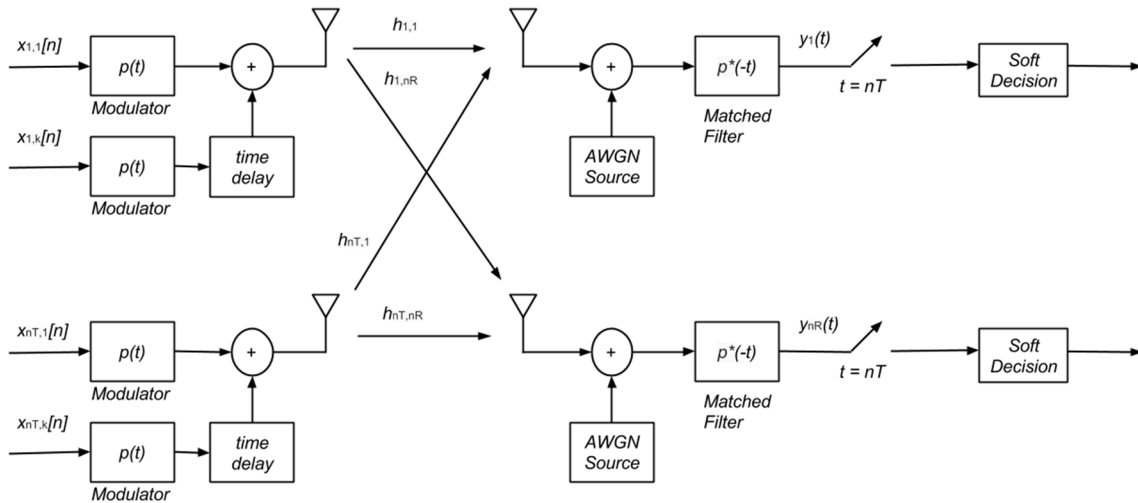 x1,1[n]
p(t)
Modulator
+
h1,1
h1,nR
+
p*(-t)
Matched
Filter
y1(t)
t = nT
Soft
Decision
x1,k[n]
p(t)
Modulator
time
delay
AWGN
Source
hnT,1
hnT,nR
xnT,1[n]
p(t)
Modulator
+
+
p*(-t)
Matched
Filter
ynR(t)
t = nT
Soft
Decision
xnT,k[n]
p(t)
Modulator
time
delay
AWGN
Source